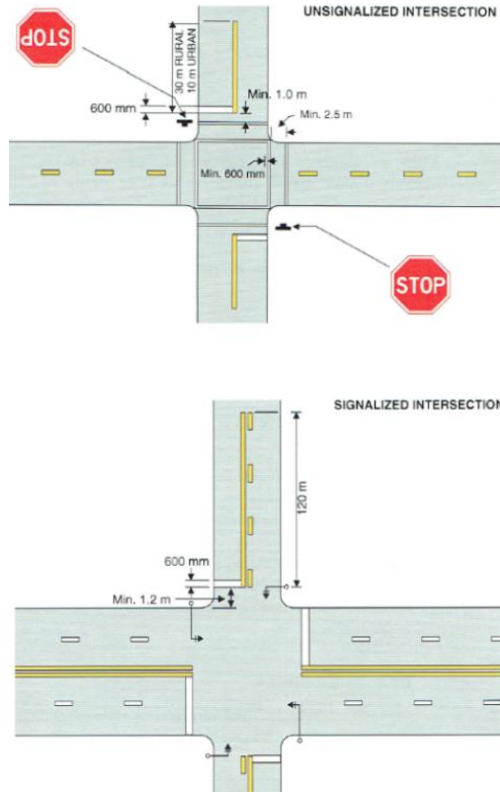 UNSIGNALIZED INTERSECTION
STOP
30 m RURAL
10 m URBAN
Min. 1.0 m
600 mm
Min. 2.5 m
Min. 600 mm
STOP
SIGNALIZED INTERSECTION
120 m
600 mm
Min. 1.2 m